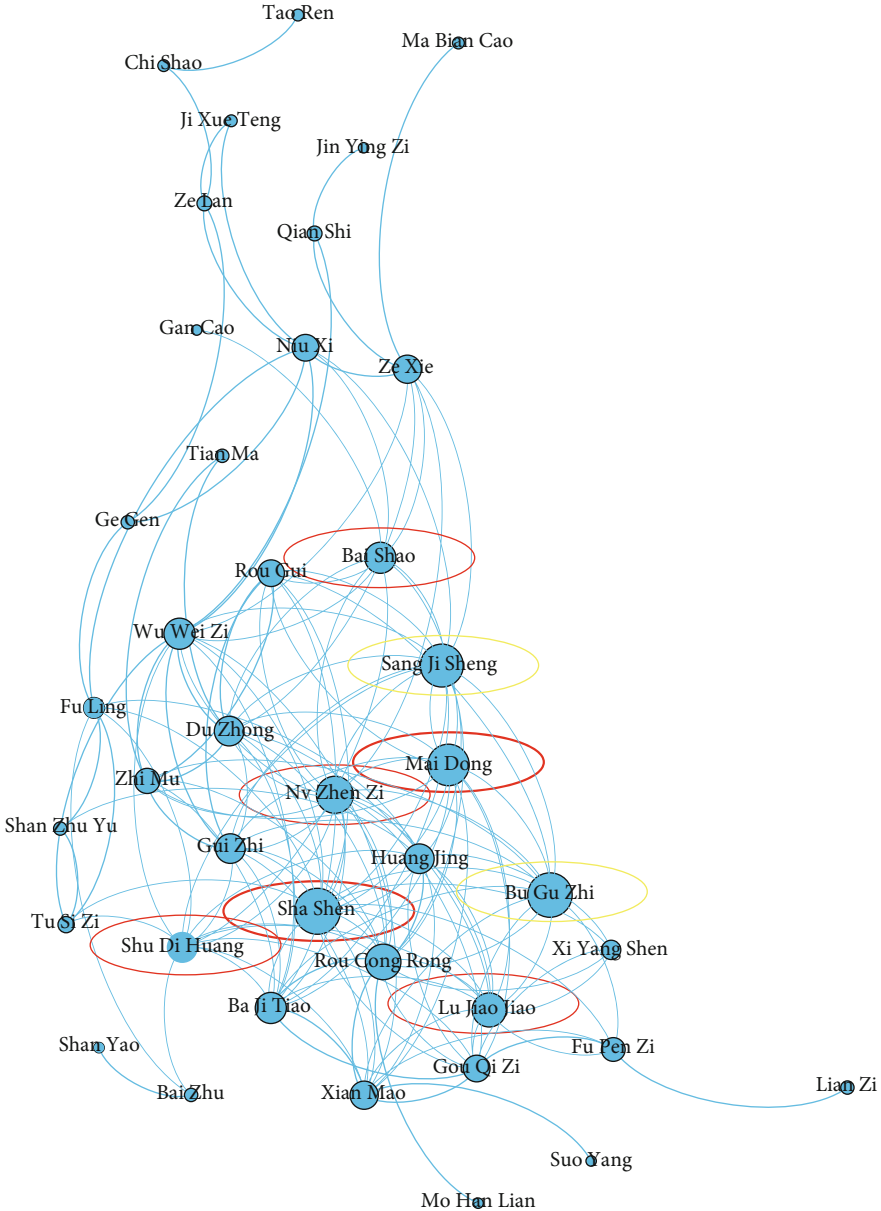 Tao Ren
Ma Bian Cao
Chi Shao
Ji Xue Teng
Jin Ying Zi
Ze Lan
Qian Shi
Gan Cao
Niu Xi
Ze Xie
Tian Ma
Ge Gen
Bai Shao
Rou Gui
Wu Wei Zi
Sang Ji Sheng
Fu Ling
Du Zhong
Mai Dong
Zhi Mu
Nv Zhen Zi
Shan Zhu Yu
Gui Zhi
Huang Jing
Bu Gu Zhi
Sha Shen
Tu Si Zi
Shu Di Huang
Xi Yang Shen
Rou Cong Rong
Ba Ji Tiao
Lu Jiao Jiao
Shan Yao
Fu Pen Zi
Gou Qi Zi
Lian Zi
Bai Zhu
Xian Mao
Suo Yang
Mo Han Lian